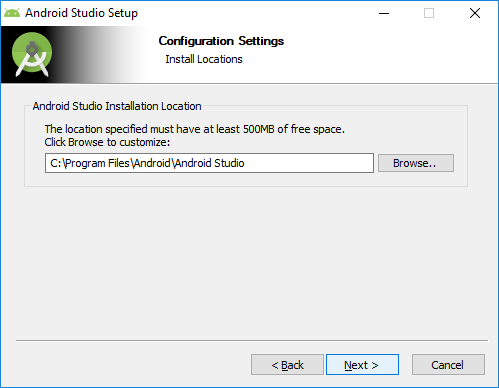 Android Studio Setup
Configuration Settings
Install Locations
Android Studio Installation Location
The location specified must have at least 500MB of free space.
Click Browse to customize:
C:\Program Files\Android\Android Studio
Browse..
< Back
Next >
Cancel